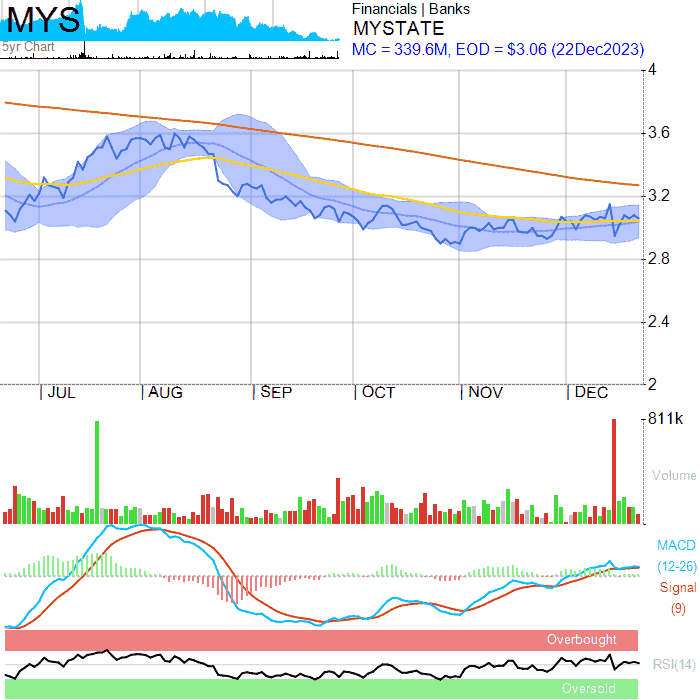 MYS
5yr Chart
Financials | Banks
MYSTATE
MC = 339.6M, EOD = $3.06 (22Dec2023)
4
3.6
3.2
2.8
2.4
2
JUL AUG SEP OCT NOV DEC
811k
Volume
MACD
(12-26)
Signal
(9)
Overbought
RSI(14)
Oversold